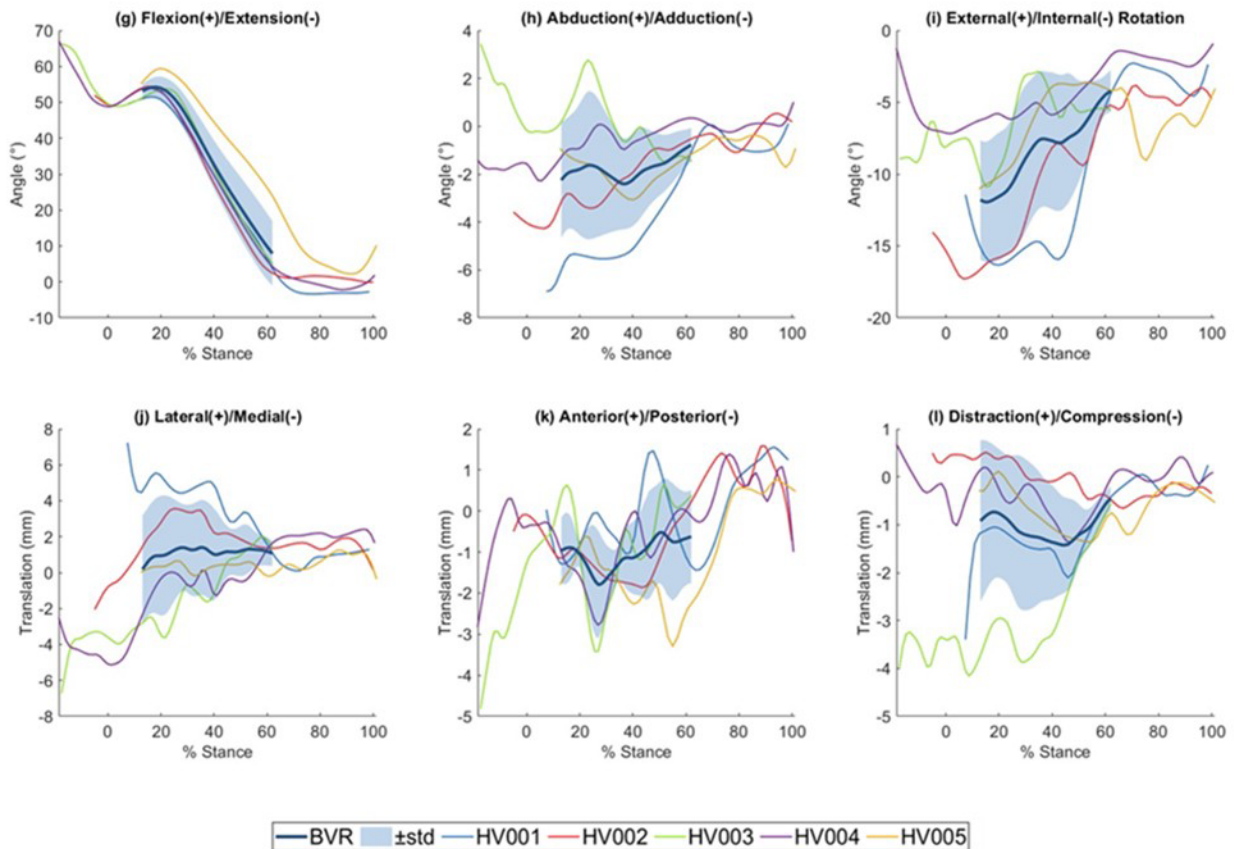 (g) Flexion(+)/Extension(-)
(h) Abduction(+)/Adduction(-)
(i) External(+)/Internal(-) Rotation
70
60
50
40
30
20
10
0
-10
Angle (°)
0 20 40 60 80 100
% Stance
4
2
0
-2
-4
-6
-8
Angle (°)
0 20 40 60 80 100
% Stance
0
-5
-10
-15
-20
Angle (°)
0 20 40 60 80 100
% Stance
(j) Lateral(+)/Medial(-)
(k) Anterior(+)/Posterior(-)
(l) Distraction(+)/Compression(-)
8
6
4
2
0
-2
-4
-6
-8
Translation (mm)
0 20 40 60 80 100
% Stance
2
1
0
-1
-2
-3
-4
-5
Translation (mm)
0 20 40 60 80 100
% Stance
1
0
-1
-2
-3
-4
-5
Translation (mm)
0 20 40 60 80 100
% Stance
BVR ±std HV001 HV002 HV003 HV004 HV005